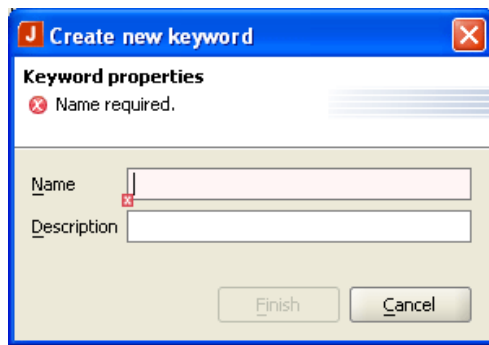 J Create new keyword
Keyword properties
Name required.
Name
Description
Finish Cancel